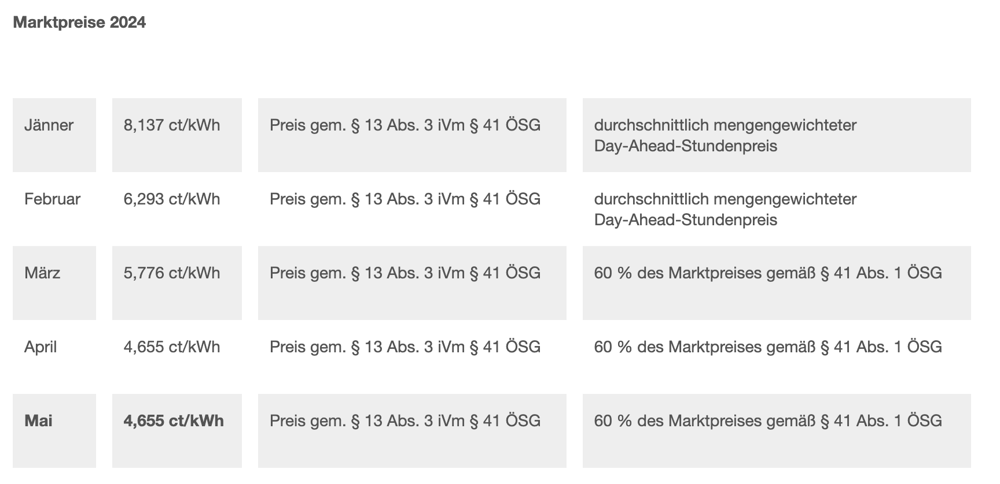 Marktpreise 2024
Jänner 8,137 ct/kWh Preis gem. § 13 Abs. 3 iVm § 41 ÖSG durchschnittlich mengengewichteter
Day-Ahead-Stundenpreis
Februar 6,293 ct/kWh Preis gem. § 13 Abs. 3 iVm § 41 ÖSG durchschnittlich mengengewichteter
Day-Ahead-Stundenpreis
März 5,776 ct/kWh Preis gem. § 13 Abs. 3 iVm § 41 ÖSG 60 % des Marktpreises gemäß § 41 Abs. 1 ÖSG
April 4,655 ct/kWh Preis gem. § 13 Abs. 3 iVm § 41 ÖSG 60 % des Marktpreises gemäß § 41 Abs. 1 ÖSG
Mai 4,655 ct/kWh Preis gem. § 13 Abs. 3 iVm § 41 ÖSG 60 % des Marktpreises gemäß § 41 Abs. 1 ÖSG